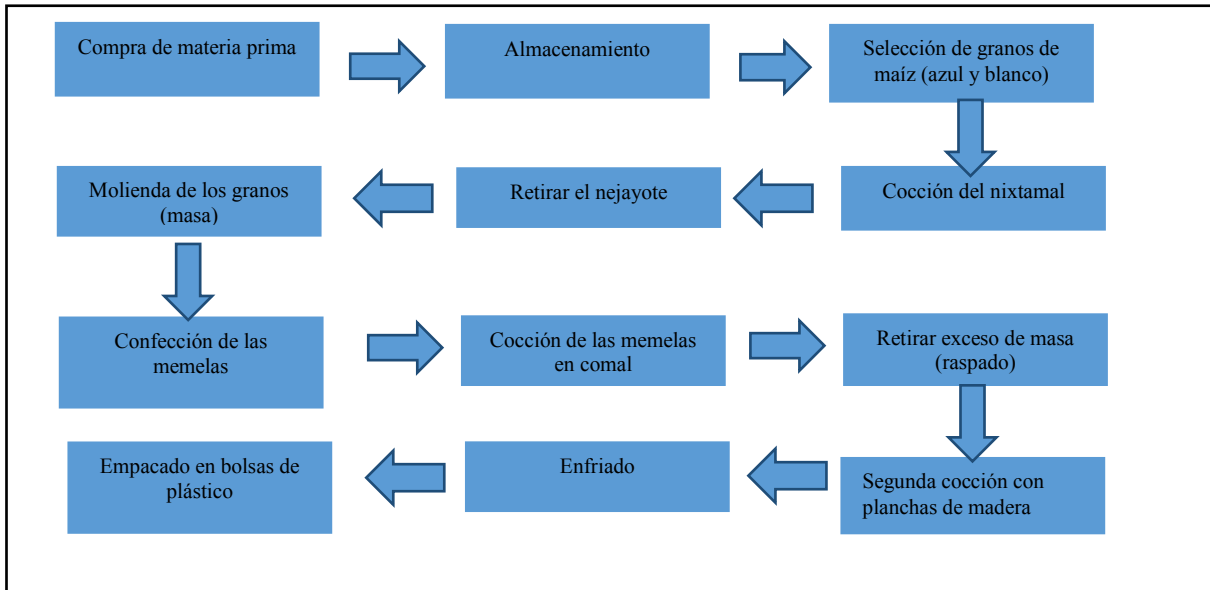 Compra de materia prima
Almacenamiento
Selección de granos de
maíz (azul y blanco)
Cocción del nixtamal
Retirar el nejayote
Molienda de los granos
(masa)
Confección de las
memelas
Cocción de las memelas
en comal
Retirar exceso de masa
(raspado)
Segunda cocción con
planchas de madera
Enfriado
Empacado en bolsas de
plástico